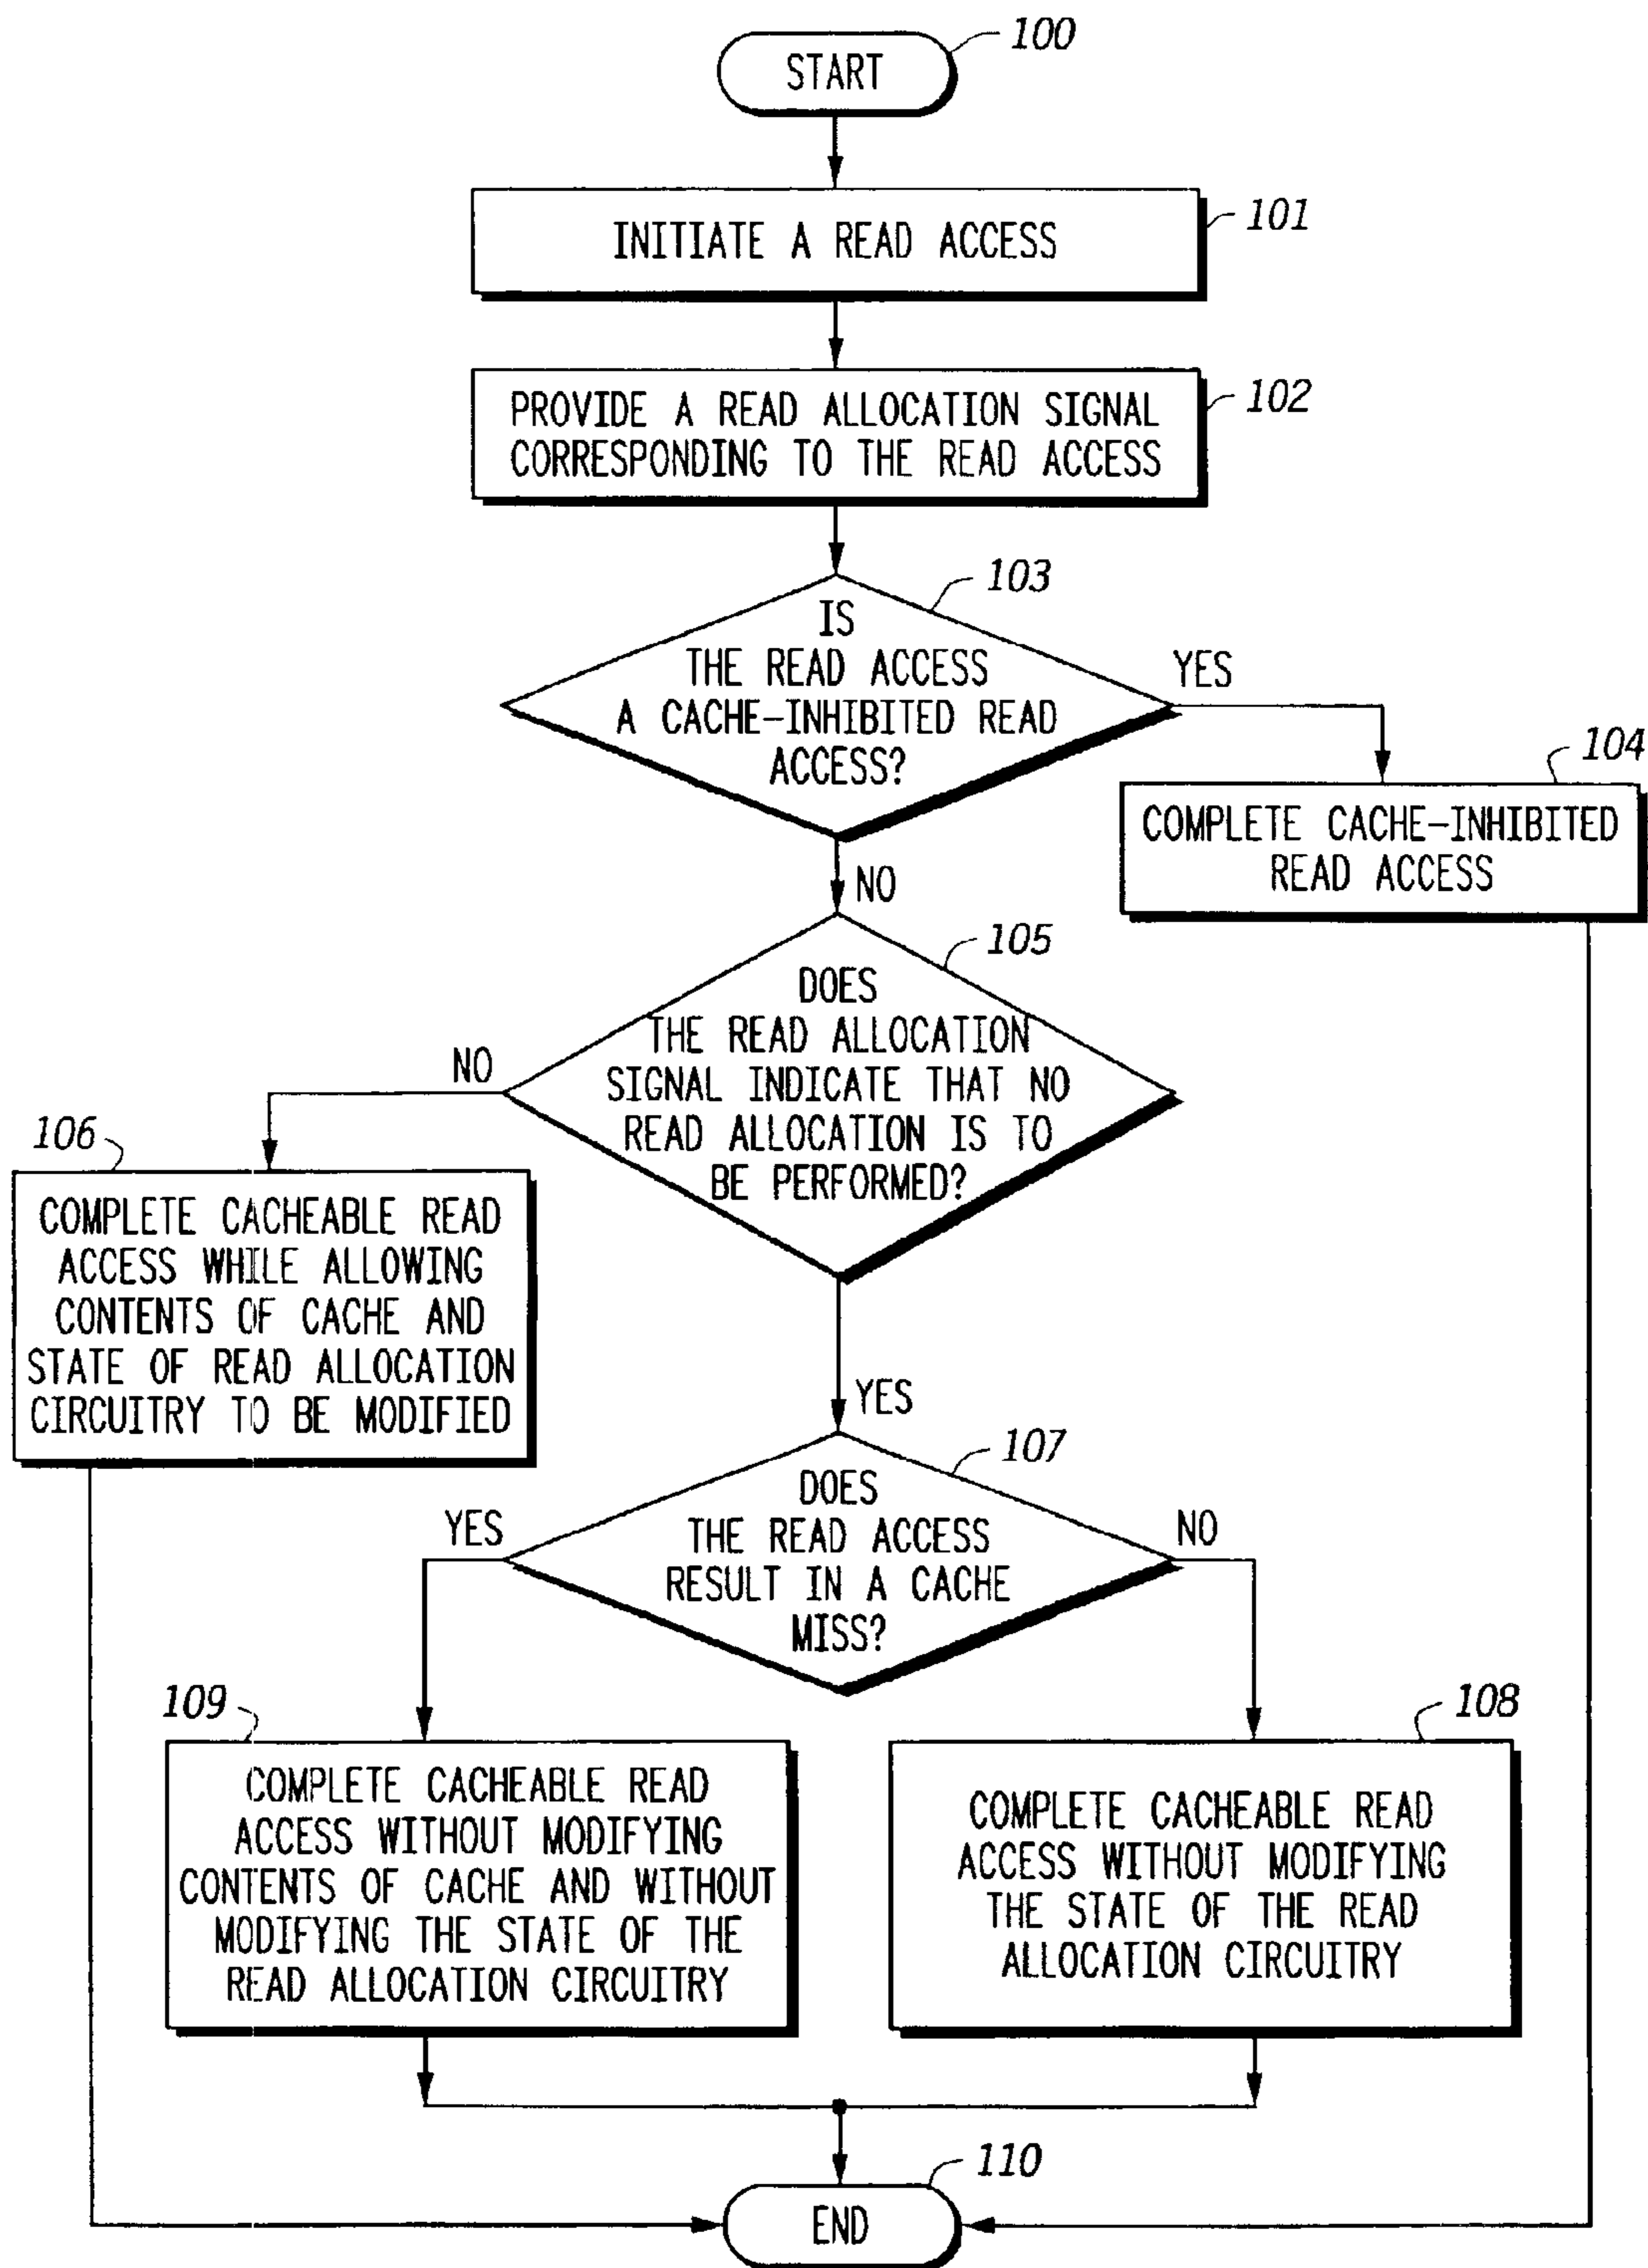 100
START
INITIATE A READ ACCESS
101
PROVIDE A READ ALLOCATION SIGNAL
CORRESPONDING TO THE READ ACCESS
102
103
IS
THE READ ACCESS
A CACHE-INHIBITED READ
ACCESS?
YES
104
COMPLETE CACHE-INHIBITED
READ ACCESS
NO
105
DOES
THE READ ALLOCATION
SIGNAL INDICATE THAT NO
READ ALLOCATION IS TO
BE PERFORMED?
NO
106
COMPLETE CACHEABLE READ
ACCESS WHILE ALLOWING
CONTENTS OF CACHE AND
STATE OF READ ALLOCATION
CIRCUITRY TO BE MODIFIED
YES
107
DOES
THE READ ACCESS
RESULT IN A CACHE
MISS?
YES
NO
109
COMPLETE CACHEABLE READ
ACCESS WITHOUT MODIFYING
CONTENTS OF CACHE AND WITHOUT
MODIFYING THE STATE OF THE
READ ALLOCATION CIRCUITRY
108
COMPLETE CACHEABLE READ
ACCESS WITHOUT MODIFYING
THE STATE OF THE READ
ALLOCATION CIRCUITRY
110
END